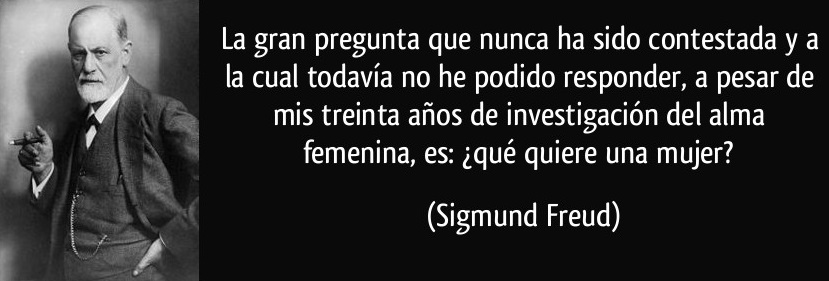 La gran pregunta que nunca ha sido contestada y a
la cual todavía no he podido responder, a pesar de
mis treinta años de investigación del alma
femenina, es: ¿qué quiere una mujer?
(Sigmund Freud)